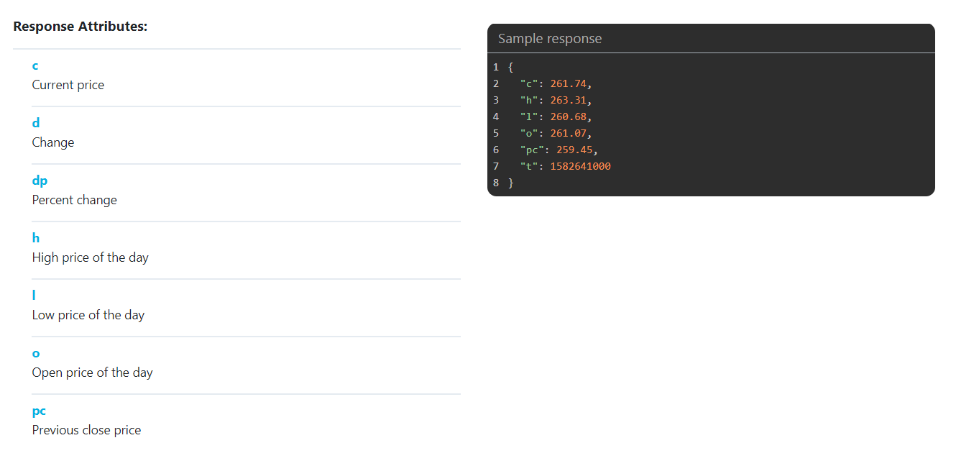 Response Attributes:
c
Current price
d
Change
dp
Percent change
h
High price of the day
l
Low price of the day
o
Open price of the day
pc
Previous close price
Sample response
1 {
2 "c": 261.74,
3 "h": 263.31,
4 "l": 260.68,
5 "o": 261.07,
6 "pc": 259.45,
7 "t": 1582641000
8 }